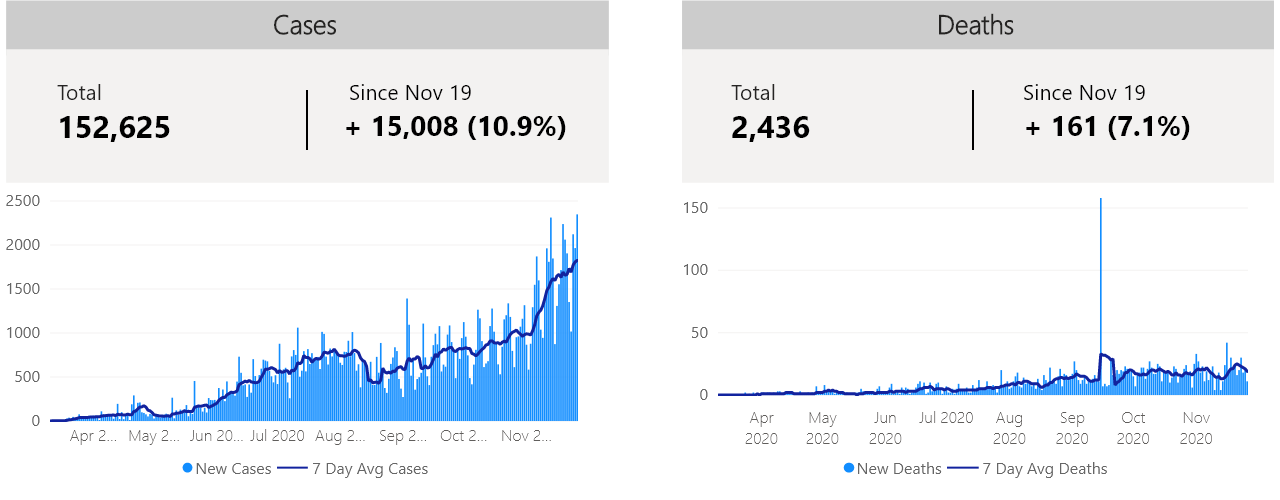 Cases
Total
152,625
Since Nov 19
+ 15,008 (10.9%)
2500
2000
1500
1000
500
0
Apr 2... May 2... Jun 20... Jul 2020 Aug 2... Sep 2... Oct 2... Nov 2...
New Cases 7 Day Avg Cases
Deaths
Total
2,436
Since Nov 19
+ 161 (7.1%)
150
100
50
0
Apr 2020
May 2020
Jun 2020
Jul 2020
Aug 2020
Sep 2020
Oct 2020
Nov 2020
New Deaths 7 Day Avg Deaths